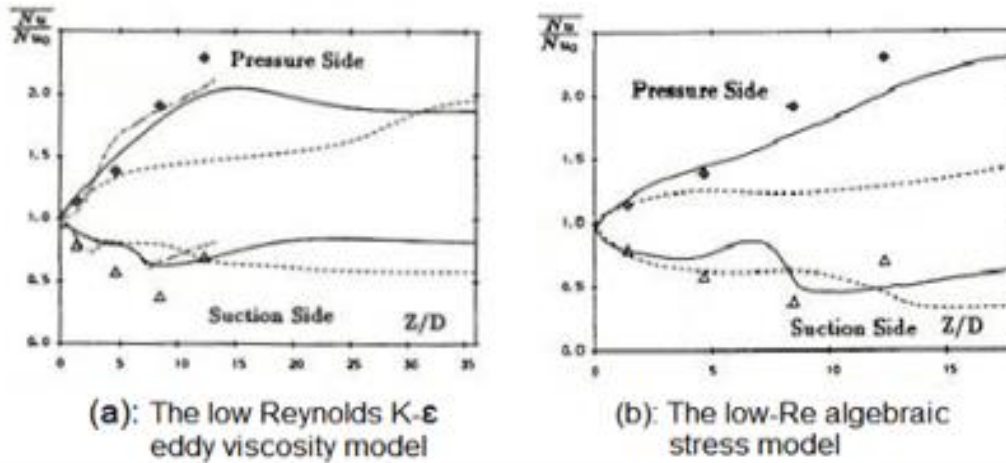 Nu
Nu0
Pressure Side
2.0
1.5
1.0
0.5
Suction Side
Z/D
0.0
0 5 10 15 20 25 30 35
(a): The low Reynolds K-ε
eddy viscosity model
Nu
Nu0
Pressure Side
2.0
1.5
1.0
0.5
Suction Side Z/D
0.0
0 5 10 15
(b): The low-Re algebraic
stress model